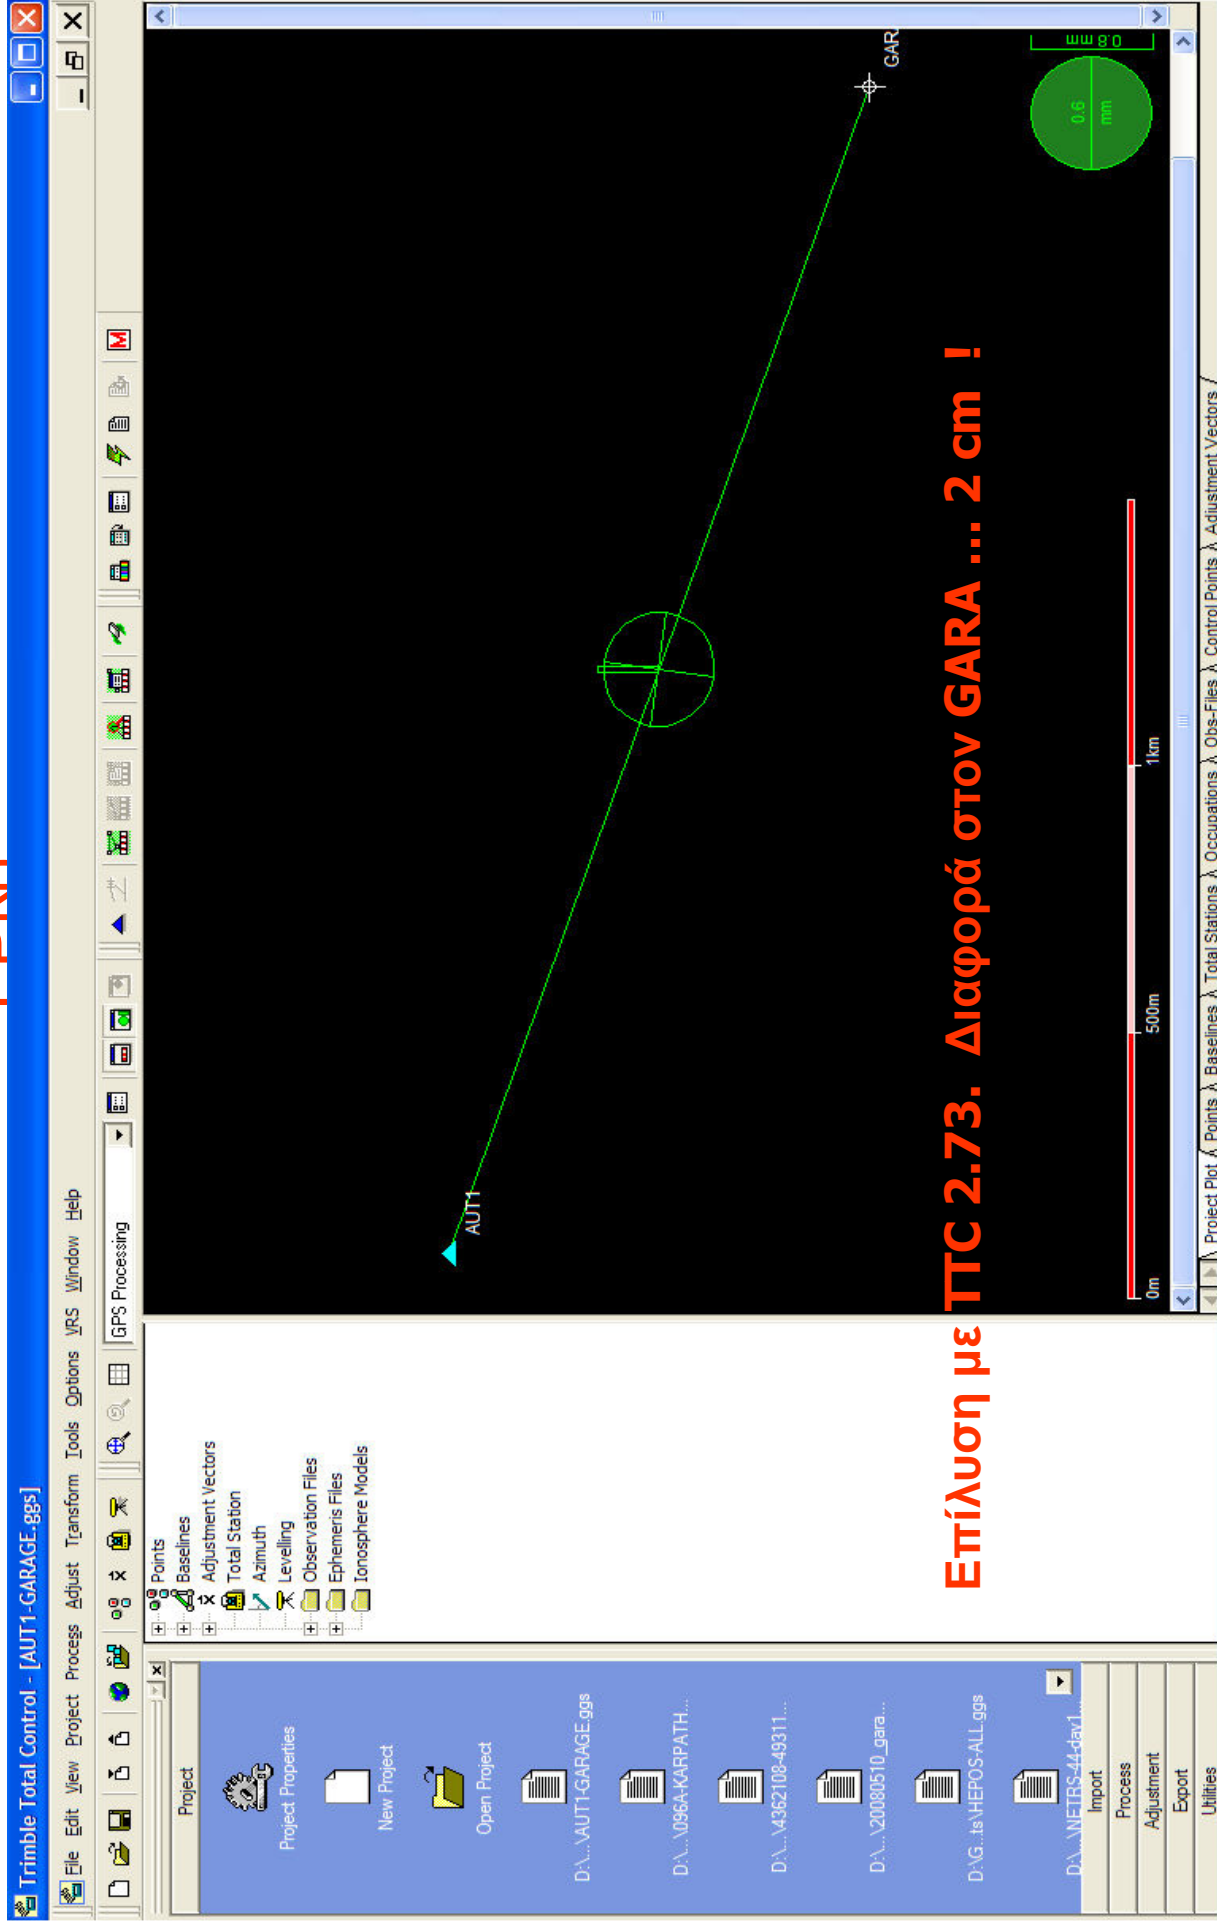 Trimble Total Control - [AUT1-GARAGE.ggs]
File Edit View Project Process Adjust Transform Tools Options VRS Window Help
GPS Processing
M
Project
Project Properties
New Project
Open Project
D:\...\AUT1-GARAGE.ggs
D:\...\096A-KARPATH...
D:\...\4362108-49311...
D:\...\20080510_gara...
D:\G...ts\HEPOS-ALL.ggs
D:\...\NETRS-44-day1...
Import
Process
Adjustment
Export
Utilities
Points
Baselines
Adjustment Vectors
Total Station
Azimuth
Levelling
Observation Files
Ephemeris Files
Ionosphere Models
AUT1
GAR
0.6
mm
0.8 mm
Επίλυση με TTC 2.73. Διαφορά στον GARA ... 2 cm !
0m 500m 1km
Project Plot Points Baselines Total Stations Occupations Obs-Files Control Points Adjustment Vectors